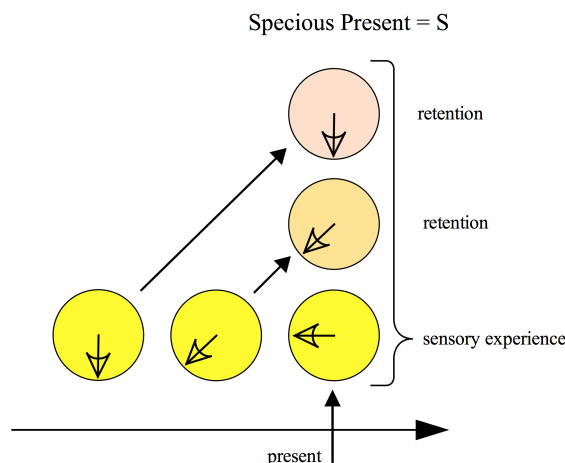 Specious Present = S
retention
retention
sensory experience
present